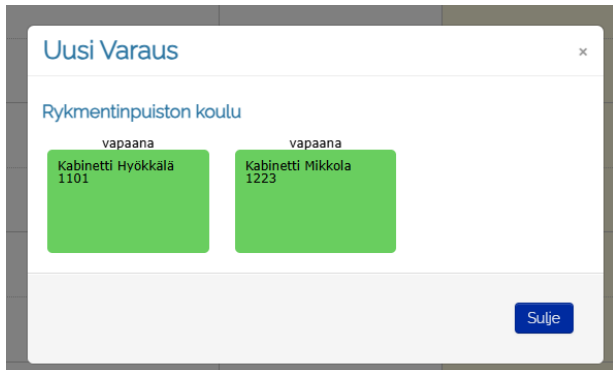 Uusi Varaus
×
Rykmentinpuiston koulu
vapaana vapaana
Kabinetti Hyökkälä
1101
Kabinetti Mikkola
1223
Sulje